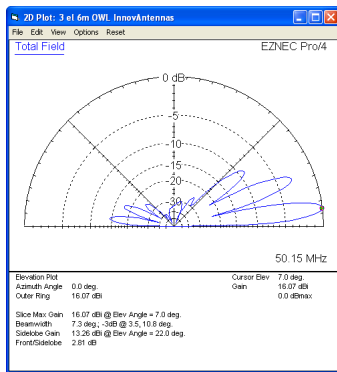 2D Plot: 3 el 6m OWL InnovAntennas
File Edit View Options Reset
Total Field
EZNEC Pro/4
0 dB
-5
-10
-15
-20
-30
50.15 MHz
Elevation Plot
Azimuth Angle 0.0 deg.
Outer Ring 16.07 dBi
Cursor Elev 7.0 deg.
Gain 16.07 dBi
0.0 dBmax
Slice Max Gain 16.07 dBi @ Elev Angle = 7.0 deg.
Beamwidth 7.3 deg.; -3dB @ 3.5, 10.8 deg.
Sidelobe Gain 13.26 dBi @ Elev Angle = 22.0 deg.
Front/Sidelobe 2.81 dB